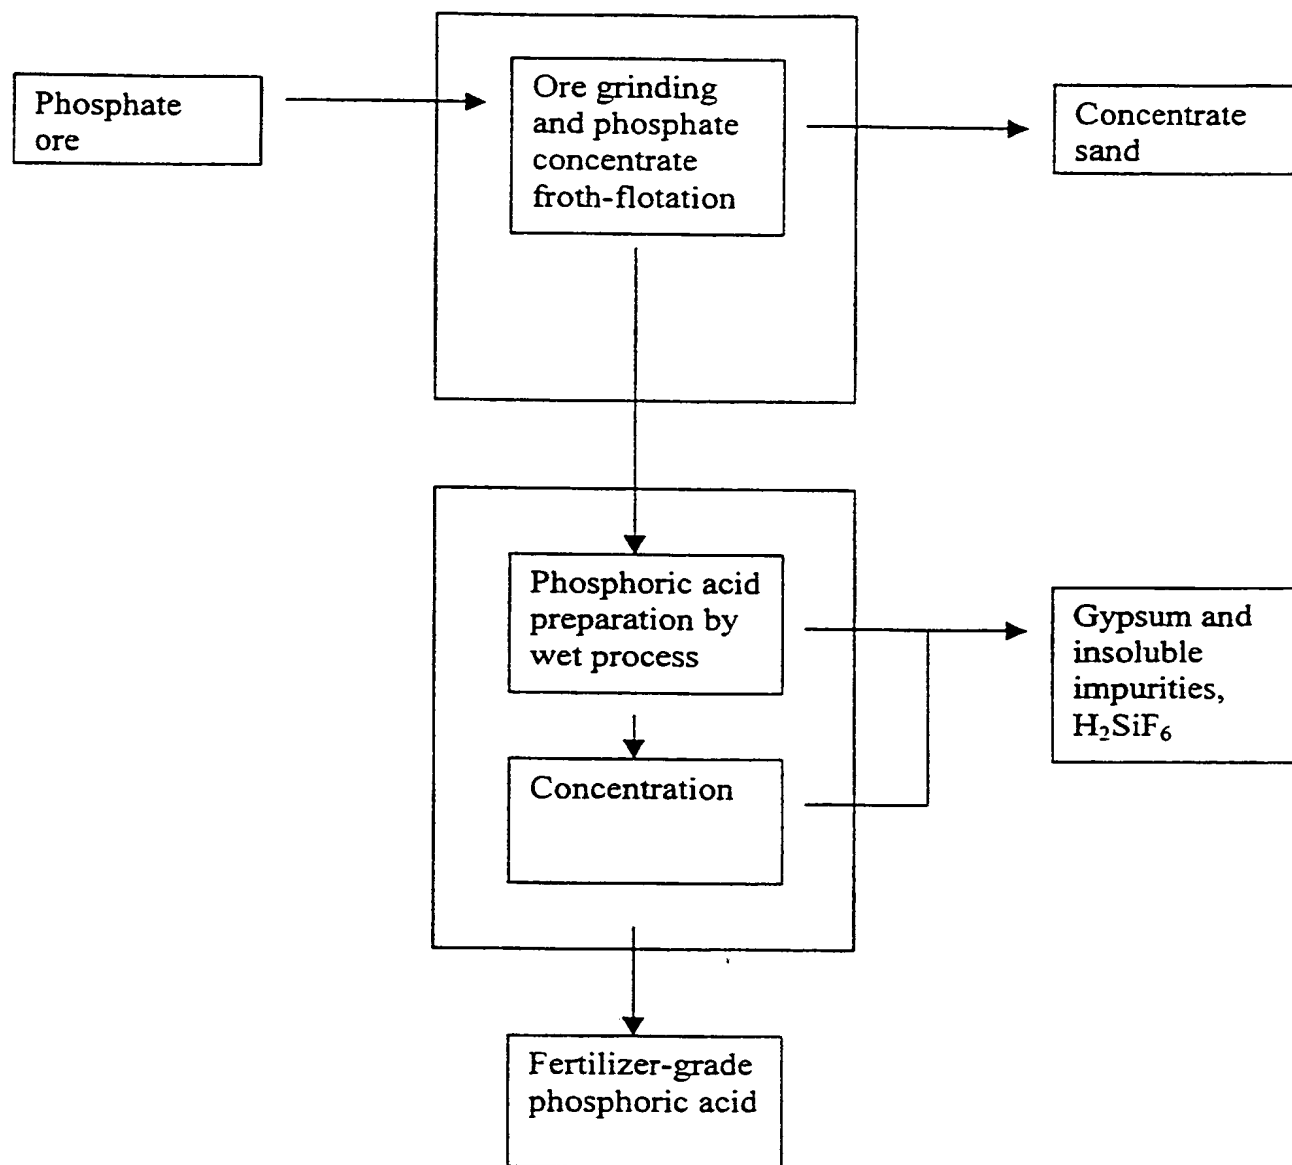 Phosphate
ore
Ore grinding
and phosphate
concentrate
froth-flotation
Concentrate
sand
Phosphoric acid
preparation by
wet process
Gypsum and
insoluble
impurities,
H₂SiF₆
Concentration
Fertilizer-grade
phosphoric acid